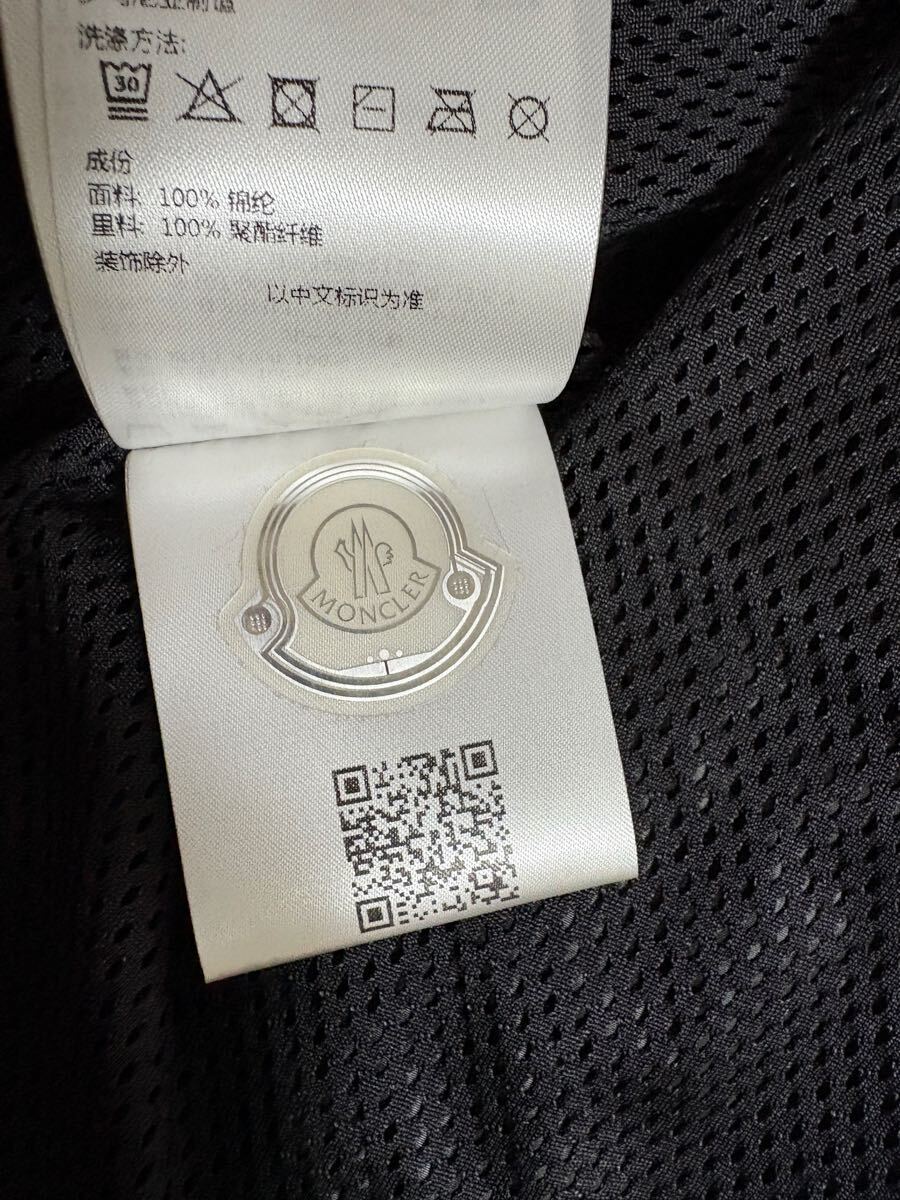 洗涤方法:
30
成份
面料: 100% 锦纶
里料: 100% 聚酯纤维
装饰除外
以中文标识为准
MONCLER